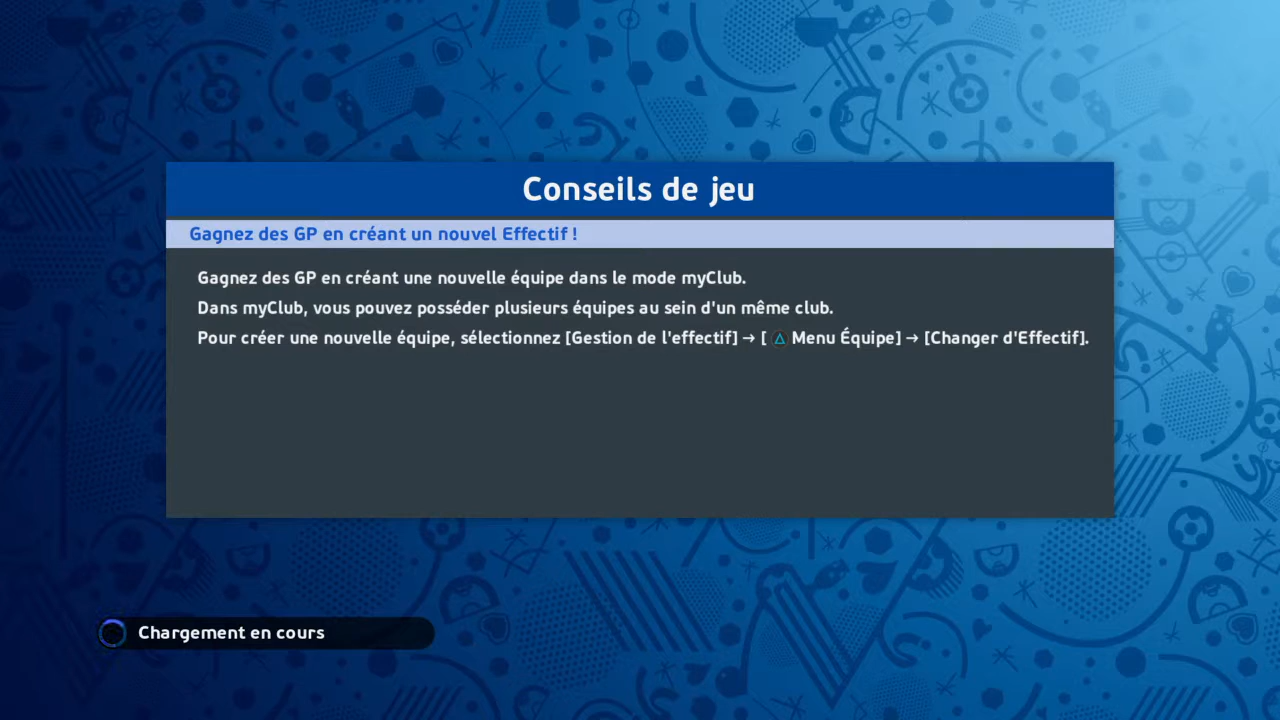 Conseils de jeu
Gagnez des GP en créant un nouvel Effectif !
Gagnez des GP en créant une nouvelle équipe dans le mode myClub.
Dans myClub, vous pouvez posséder plusieurs équipes au sein d'un même club.
Pour créer une nouvelle équipe, sélectionnez [Gestion de l'effectif] → [ △ Menu Équipe] → [Changer d'Effectif].
Chargement en cours